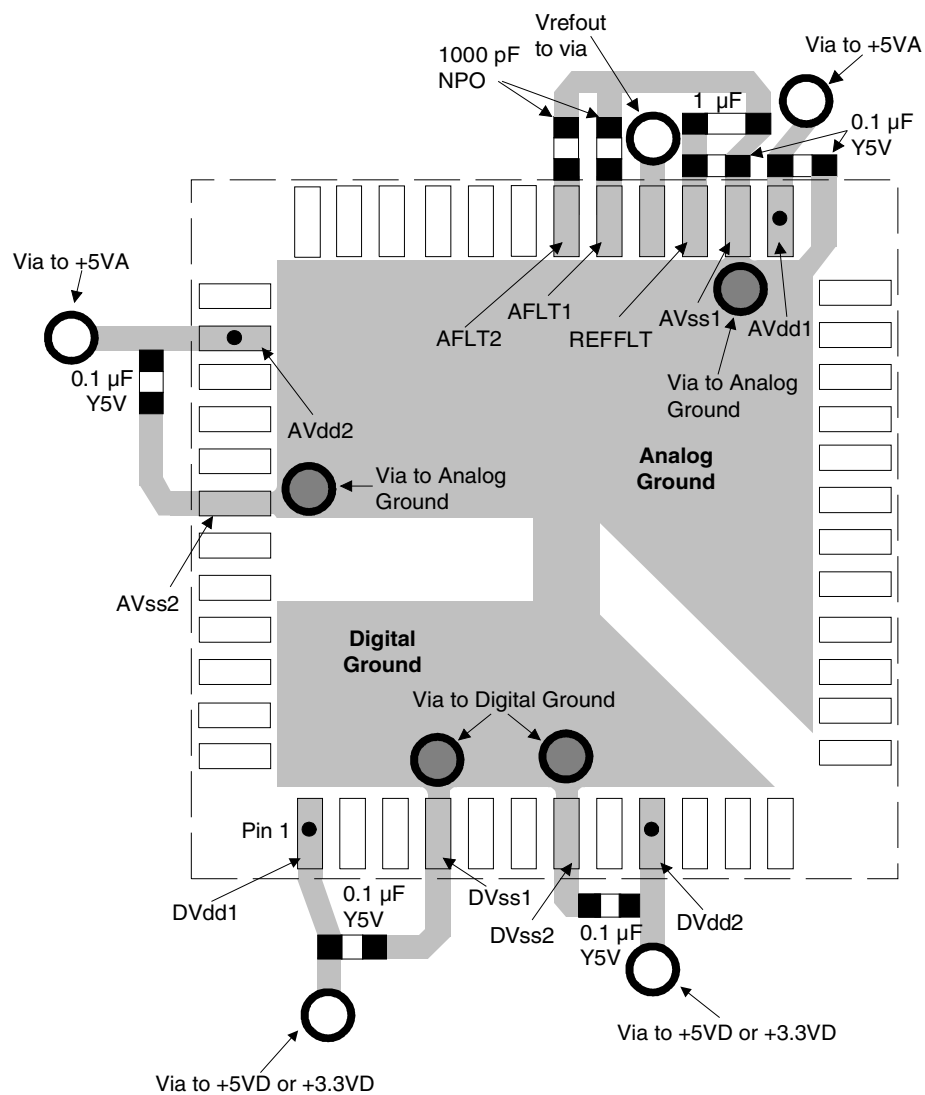 Vrefout
to via
1000 pF
NPO
Via to +5VA
1 µF
0.1 µF
Y5V
Via to +5VA
AFLT2
AFLT1
REFFLT
AVss1
AVdd1
0.1 µF
Y5V
Via to Analog
Ground
AVdd2
Analog
Ground
Via to Analog
Ground
AVss2
Digital
Ground
Via to Digital Ground
Pin 1
DVdd1
0.1 µF
Y5V
DVss1
DVss2
0.1 µF
Y5V
DVdd2
Via to +5VD or +3.3VD
Via to +5VD or +3.3VD